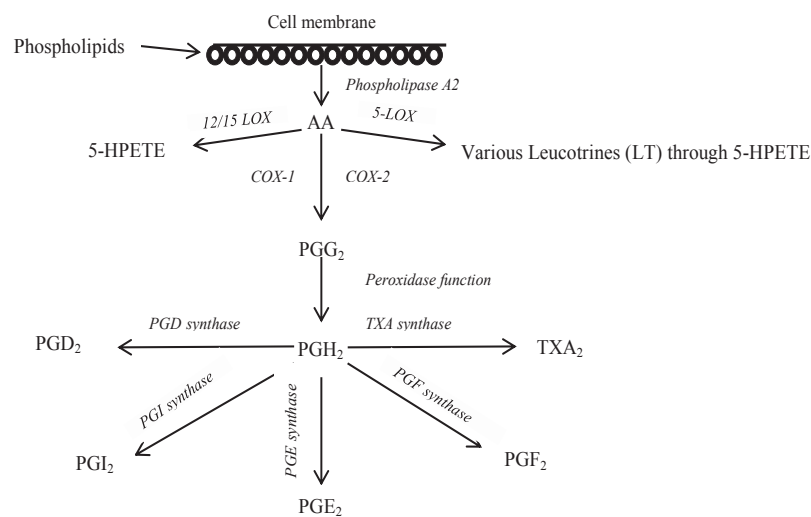 Cell membrane
Phospholipids
Phospholipase A2
12/15 LOX
AA
5-LOX
5-HPETE
Various Leucotrines (LT) through 5-HPETE
COX-1
COX-2
PGG₂
Peroxidase function
PGD synthase
TXA synthase
PGD₂
PGH₂
TXA₂
PGI synthase
PGE synthase
PGF synthase
PGI₂
PGF₂
PGE₂